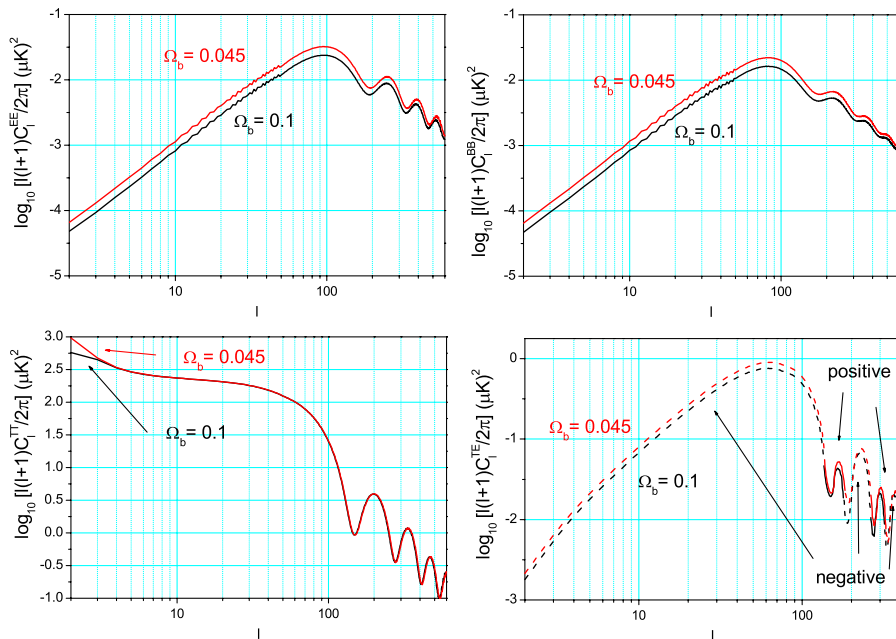 log₁₀ [l(l+1)C_l^EE/2π] (μK)²
-1
-2
-3
-4
-5
Ω_b= 0.045
Ω_b= 0.1
10
100
l
log₁₀ [l(l+1)C_l^BB/2π] (μK)²
-1
-2
-3
-4
-5
Ω_b= 0.045
Ω_b= 0.1
10
100
l
log₁₀ [l(l+1)C_l^TT/2π] (μK)²
3.0
2.5
2.0
1.5
1.0
0.5
0.0
-0.5
-1.0
Ω_b= 0.045
Ω_b= 0.1
10
100
l
log₁₀ [l(l+1)C_l^TE/2π] (μK)²
0
-1
-2
-3
positive
Ω_b= 0.045
Ω_b= 0.1
negative
10
100
l